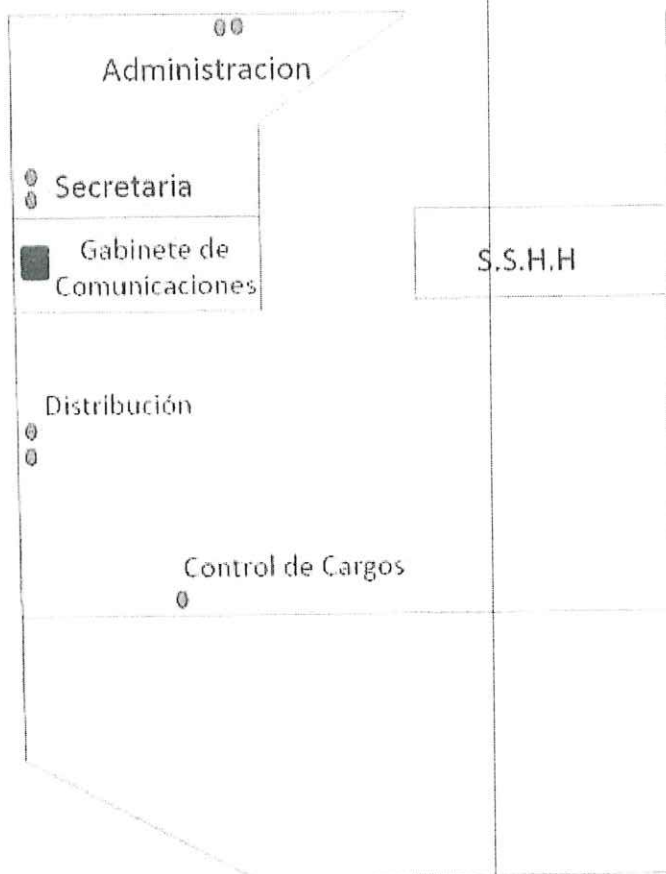 Administracion
Secretaria
Gabinete de
Comunicaciones
S.S.H.H
Distribución
Control de Cargos